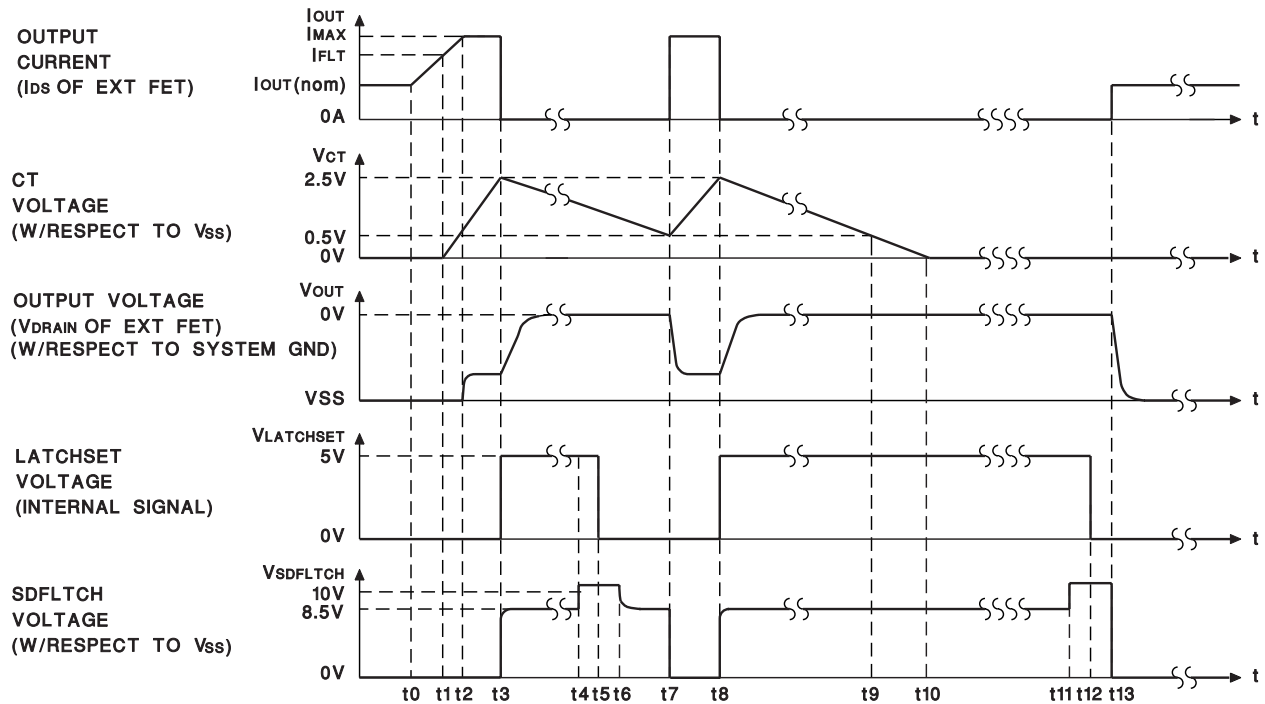 OUTPUT
CURRENT
(IDS OF EXT FET)
IOUT
IMAX
IFLT
IOUT(nom)
0A
t
CT
VOLTAGE
(W/RESPECT TO VSS)
VCT
2.5V
0.5V
0V
t
OUTPUT VOLTAGE
(VDRAIN OF EXT FET)
(W/RESPECT TO SYSTEM GND)
VOUT
0V
VSS
t
LATCHSET
VOLTAGE
(INTERNAL SIGNAL)
VLATCHSET
5V
0V
t
SDFLTCH
VOLTAGE
(W/RESPECT TO VSS)
VSDFLTCH
10V
8.5V
0V
t
t0 t1 t2 t3 t4 t5 t6 t7 t8 t9 t10 t11 t12 t13